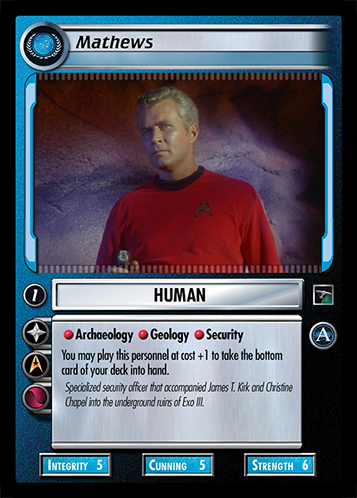 Mathews
1
HUMAN
Archaeology Geology Security
A
You may play this personnel at cost +1 to take the bottom
card of your deck into hand.
Specialized security officer that accompanied James T. Kirk and Christine
Chapel into the underground ruins of Exo III.
INTEGRITY 5 CUNNING 5 STRENGTH 6